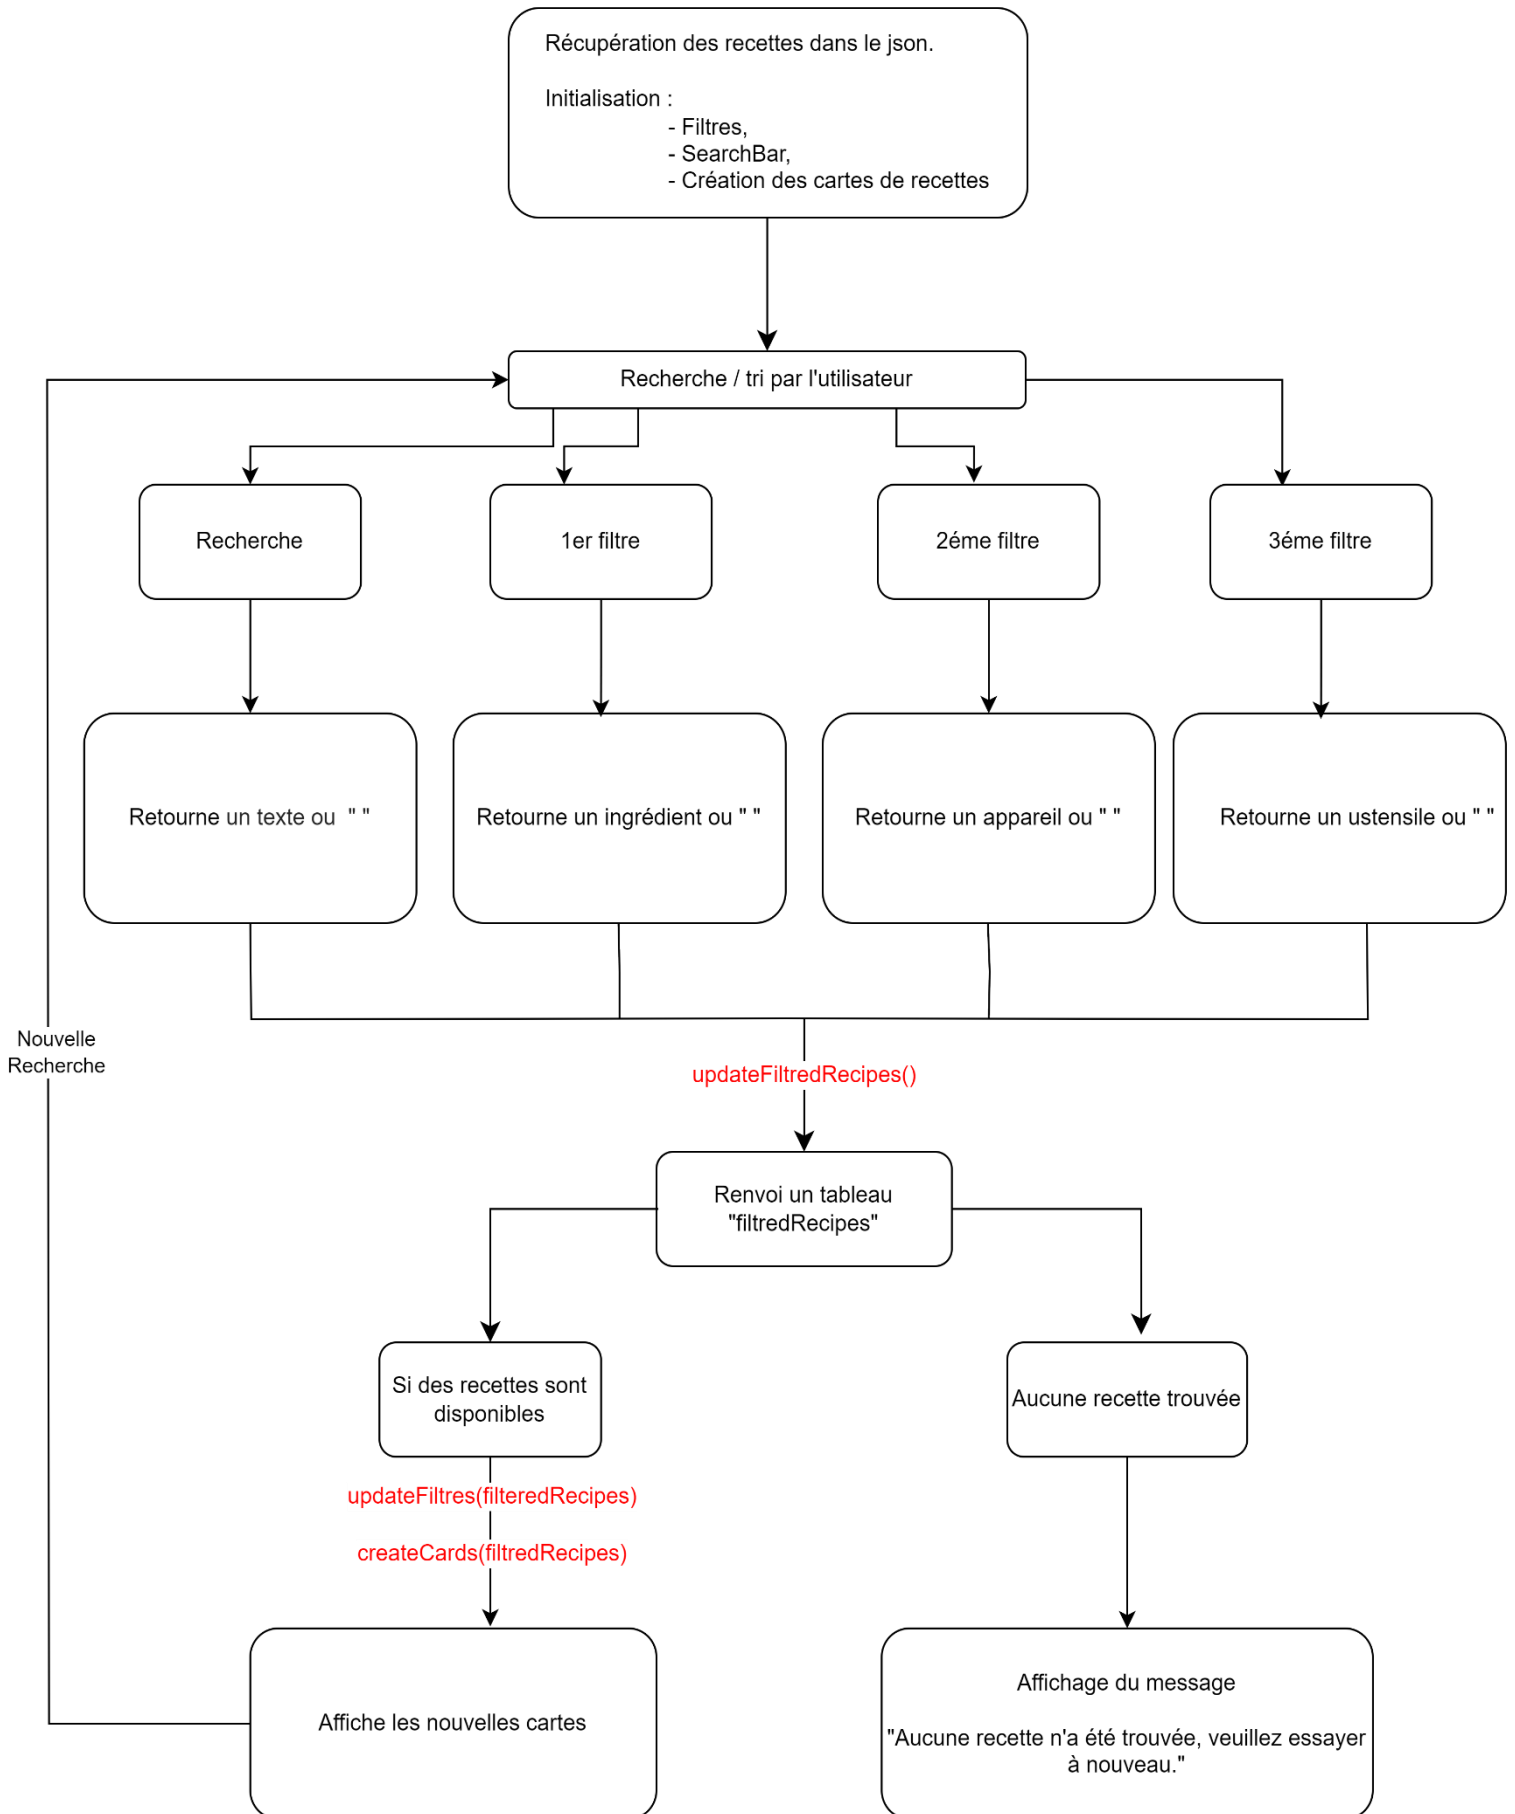 Récupération des recettes dans le json.
Initialisation :
- Filtres,
- SearchBar,
- Création des cartes de recettes
Recherche / tri par l'utilisateur
Recherche
1er filtre
2éme filtre
3éme filtre
Retourne un texte ou " "
Retourne un ingrédient ou " "
Retourne un appareil ou " "
Retourne un ustensile ou " "
Nouvelle
Recherche
updateFiltredRecipes()
Renvoi un tableau
"filtredRecipes"
Si des recettes sont
disponibles
Aucune recette trouvée
updateFiltres(filteredRecipes)
createCards(filtredRecipes)
Affiche les nouvelles cartes
Affichage du message
"Aucune recette n'a été trouvée, veuillez essayer
à nouveau."